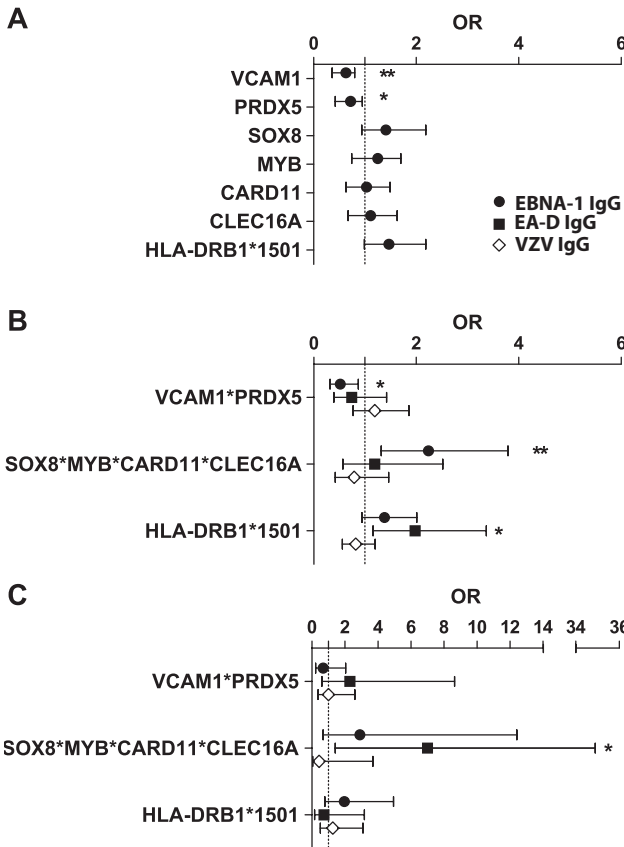 A
OR
0 2 4 6
VCAM1 **
PRDX5 *
SOX8
MYB
CARD11
CLEC16A
HLA-DRB1*1501
EBNA-1 IgG
EA-D IgG
VZV IgG
B
OR
0 2 4 6
VCAM1*PRDX5 *
SOX8*MYB*CARD11*CLEC16A **
HLA-DRB1*1501 *
C
OR
0 2 4 6 8 10 12 14 34 36
VCAM1*PRDX5
SOX8*MYB*CARD11*CLEC16A *
HLA-DRB1*1501